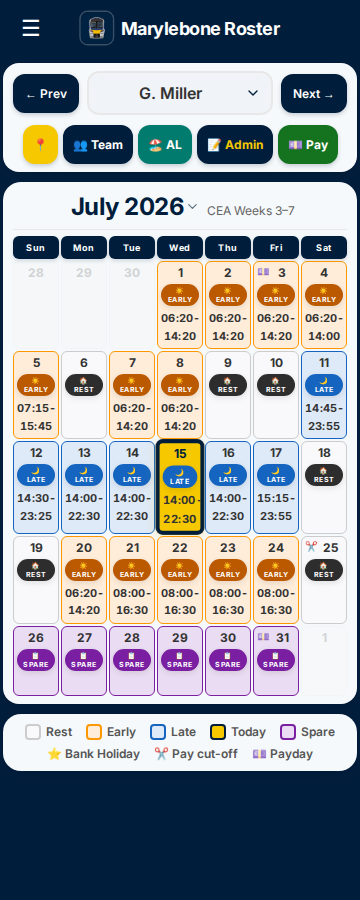 ☰ Marylebone Roster
← Prev G. Miller Next →
📍 👥 Team 🏖️ AL 📝 Admin 💷 Pay
July 2026 CEA Weeks 3–7
Sun Mon Tue Wed Thu Fri Sat
28 29 30 1 2 💷 3 4
EARLY EARLY EARLY EARLY
06:20- 06:20- 06:20- 06:20-
14:20 14:20 14:20 14:00
5 6 7 8 9 10 11
EARLY REST EARLY EARLY REST REST LATE
07:15- 06:20- 06:20- 14:45-
15:45 14:20 14:20 23:55
12 13 14 15 16 17 18
LATE LATE LATE LATE LATE LATE REST
14:30- 14:00- 14:00- 14:00- 14:00- 15:15-
23:25 22:30 22:30 22:30 22:30 23:55
19 20 21 22 23 24 ✂️ 25
REST EARLY EARLY EARLY EARLY EARLY REST
06:20- 08:00- 08:00- 08:00- 08:00-
14:20 16:30 16:30 16:30 16:30
26 27 28 29 30 💷 31 1
SPARE SPARE SPARE SPARE SPARE SPARE
Rest Early Late Today Spare
⭐ Bank Holiday ✂️ Pay cut-off 💷 Payday